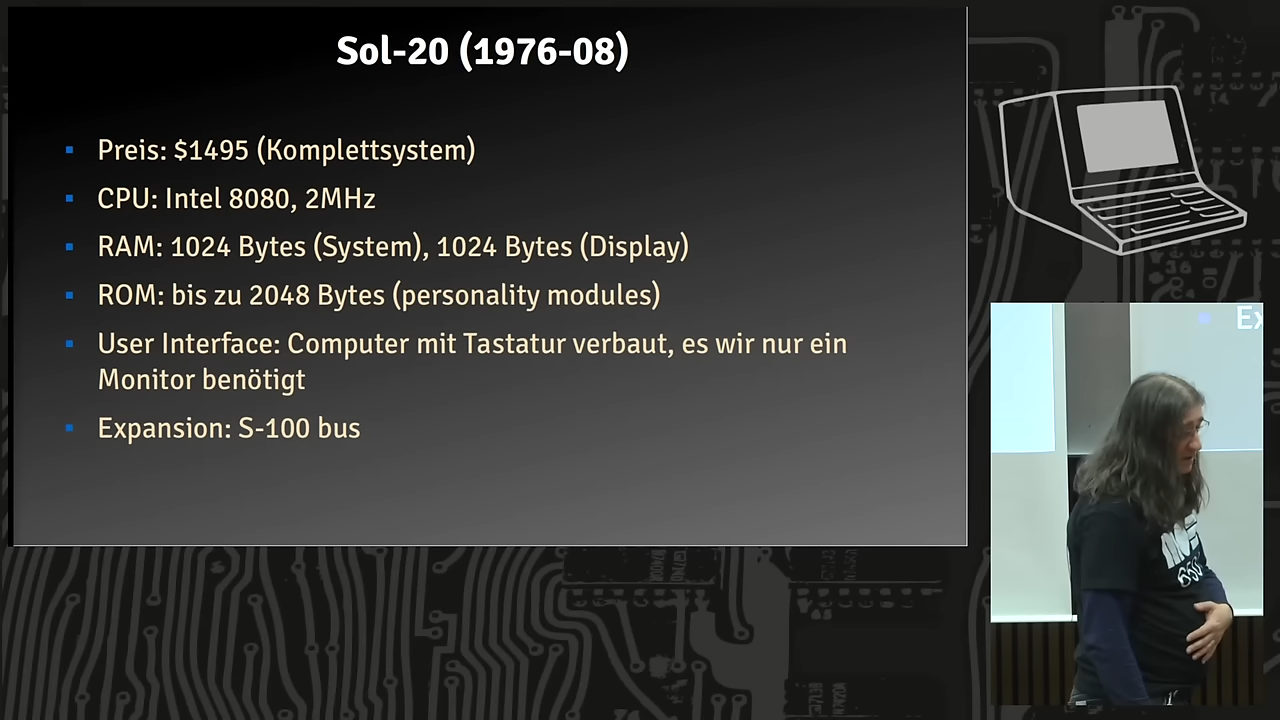 Sol-20 (1976-08)
Preis: $1495 (Komplettsystem)
CPU: Intel 8080, 2MHz
RAM: 1024 Bytes (System), 1024 Bytes (Display)
ROM: bis zu 2048 Bytes (personality modules)
User Interface: Computer mit Tastatur verbaut, es wir nur ein
Monitor benötigt
Expansion: S-100 bus
Ex